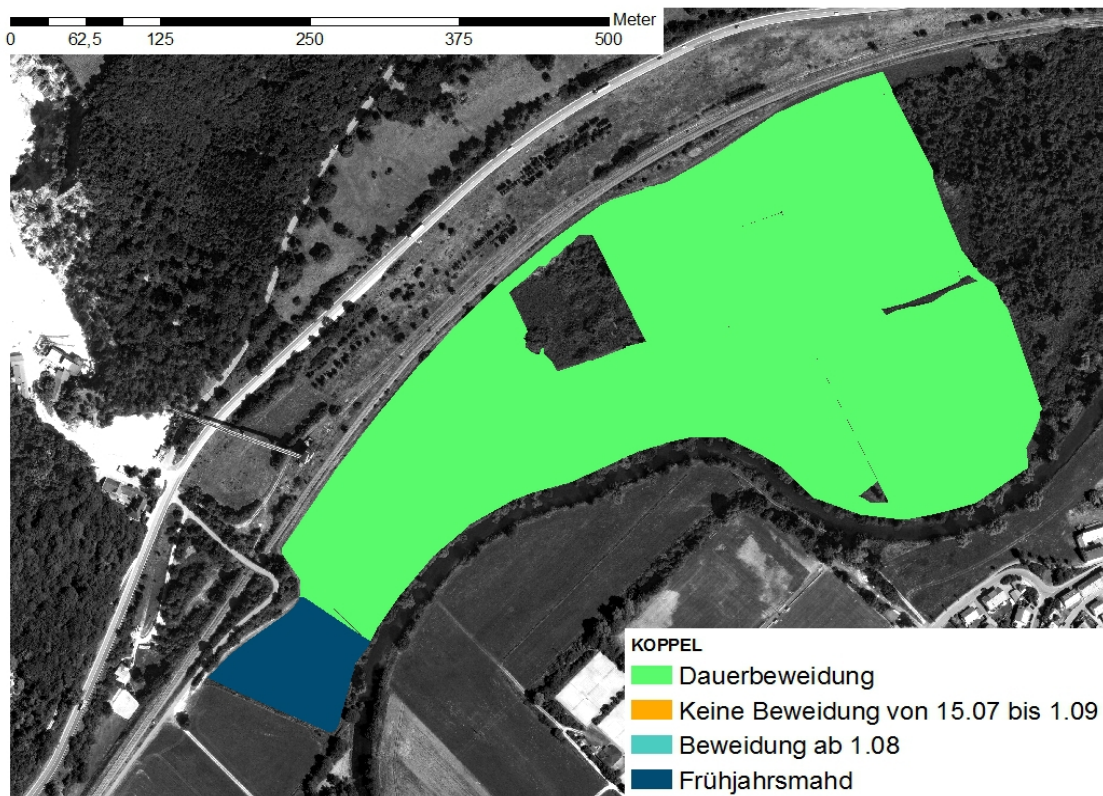 Meter
0 62,5 125 250 375 500
KOPPEL
Dauerbeweidung
Keine Beweidung von 15.07 bis 1.09
Beweidung ab 1.08
Frühjahrsmahd